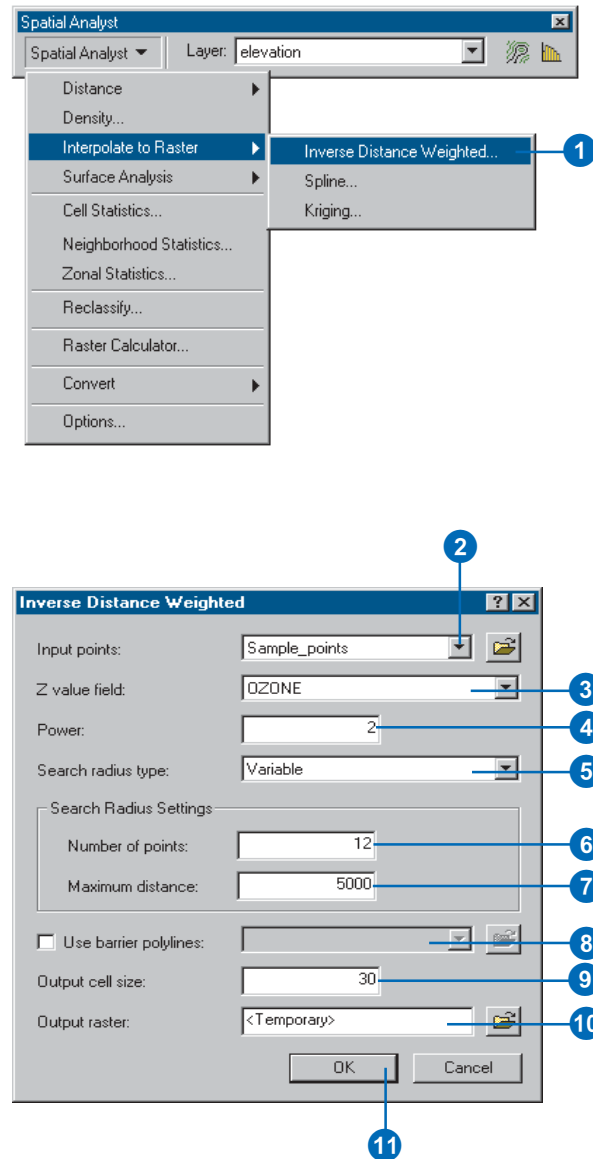 Spatial Analyst
Spatial Analyst Layer: elevation
Distance
Density...
Interpolate to Raster
Inverse Distance Weighted... 1
Surface Analysis
Spline...
Cell Statistics...
Kriging...
Neighborhood Statistics...
Zonal Statistics...
Reclassify...
Raster Calculator...
Convert
Options...
2
Inverse Distance Weighted
Input points: Sample_points
Z value field: OZONE 3
Power: 2 4
Search radius type: Variable 5
Search Radius Settings
Number of points: 12 6
Maximum distance: 5000 7
Use barrier polylines: 8
Output cell size: 30 9
Output raster: <Temporary> 10
OK Cancel
11